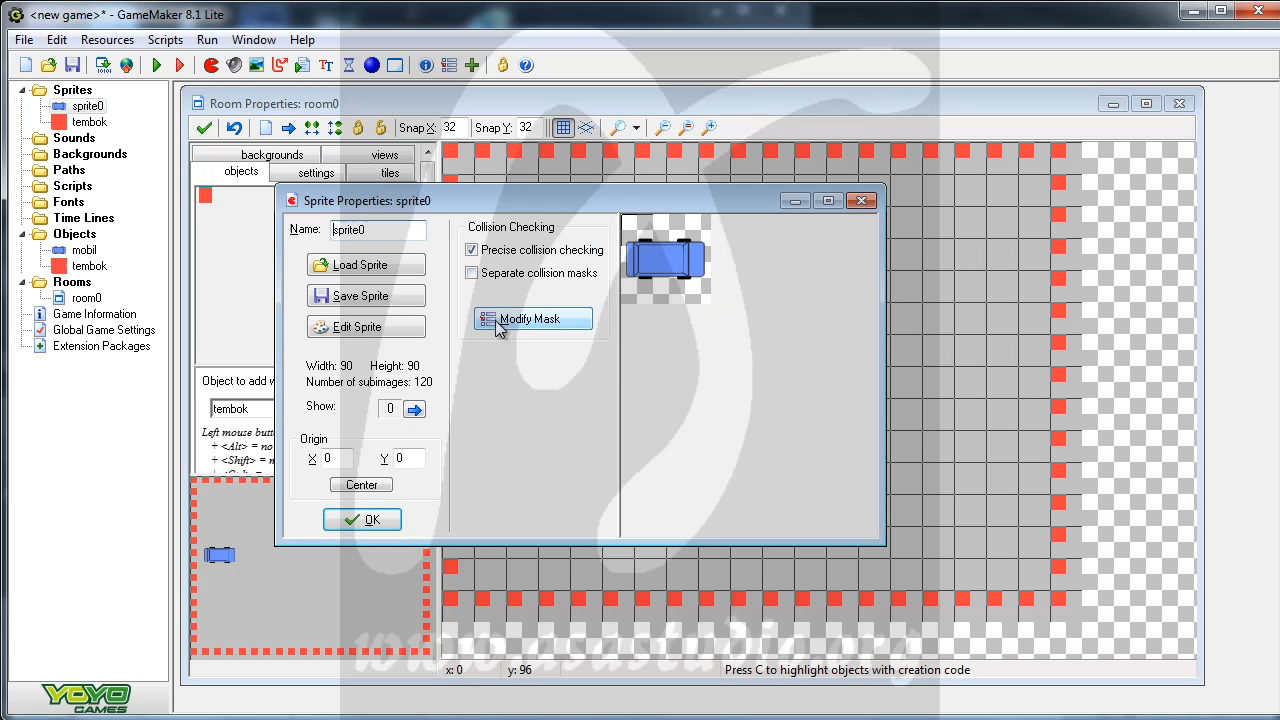 <new game>* - GameMaker 8.1 Lite
File Edit Resources Scripts Run Window Help
Sprites
sprite0
tembok
Sounds
Backgrounds
Paths
Scripts
Fonts
Time Lines
Objects
mobil
tembok
Rooms
room0
Game Information
Global Game Settings
Extension Packages
YOYO
GAMES
Room Properties: room0
Snap X: 32 Snap Y: 32
backgrounds views
objects settings tiles
Object to add w
tembok
Left mouse butt
+ <Alt> = no
+ <Shift> = m
Sprite Properties: sprite0
Name: sprite0
Load Sprite
Save Sprite
Edit Sprite
Width: 90 Height: 90
Number of subimages: 120
Show: 0
Origin
X 0 Y 0
Center
OK
Collision Checking
Precise collision checking
Separate collision masks
Modify Mask
www.asastudio.org
x: 0 y: 96 Press C to highlight objects with creation code